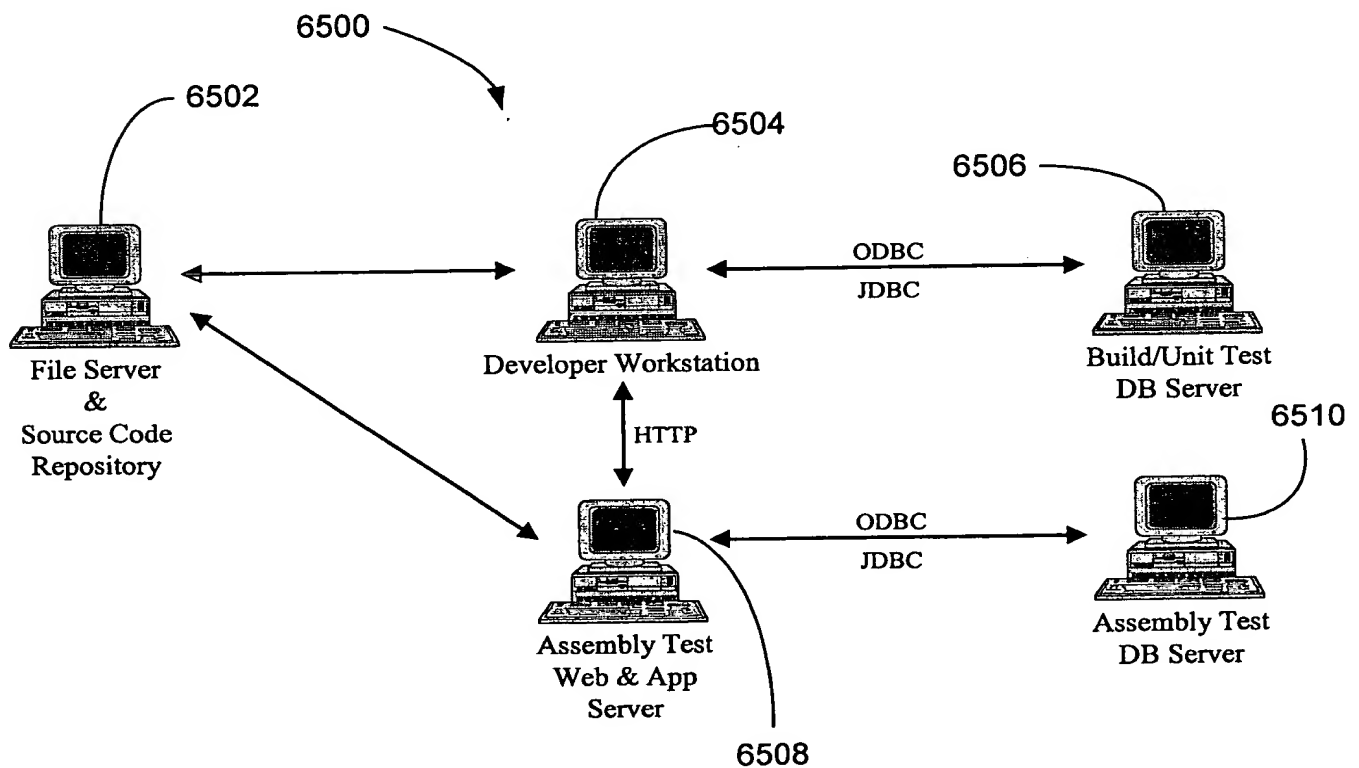 6500
6502
6504
6506
ODBC
JDBC
File Server
&
Source Code
Repository
Developer Workstation
Build/Unit Test
DB Server
6510
HTTP
ODBC
JDBC
Assembly Test
Web & App
Server
Assembly Test
DB Server
6508